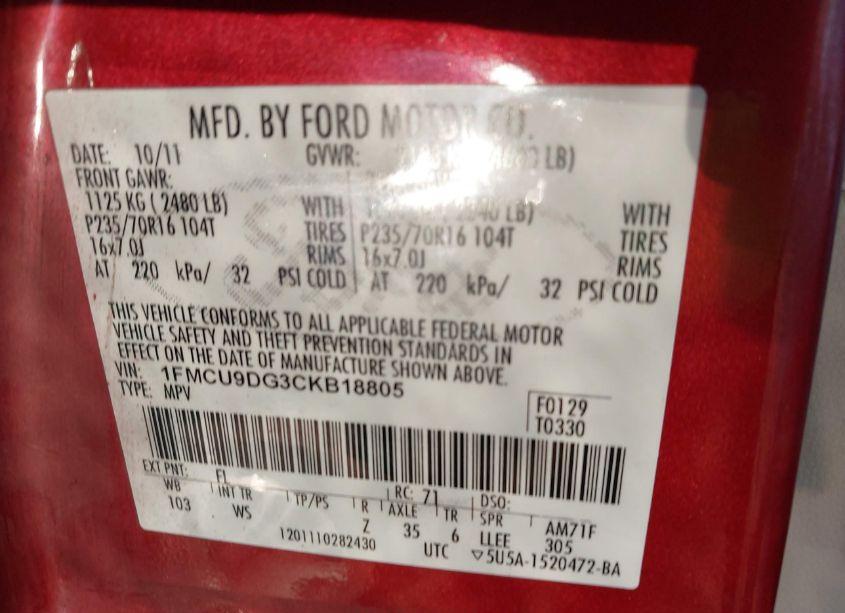 MFD. BY FORD MOTOR CO.
DATE: 10/11 GVWR: LB)
FRONT GAWR:
1125 KG ( 2480 LB) WITH LB) WITH
P235/70R16 104T TIRES P235/70R16 104T TIRES
16x7.0J RIMS 16x7.0J RIMS
AT 220 kPa/ 32 PSI COLD AT 220 kPa/ 32 PSI COLD
THIS VEHICLE CONFORMS TO ALL APPLICABLE FEDERAL MOTOR
VEHICLE SAFETY AND THEFT PREVENTION STANDARDS IN
EFFECT ON THE DATE OF MANUFACTURE SHOWN ABOVE.
VIN: 1FMCU9DG3CKB18805
TYPE: MPV
F0129
T0330
EXT PNT: FL RC: 71 DSO:
WB INT TR TP/PS R AXLE TR SPR AM71F
103 WS Z 35 6 LLEE 305
1201110282430 UTC ▽5U5A-1520472-BA